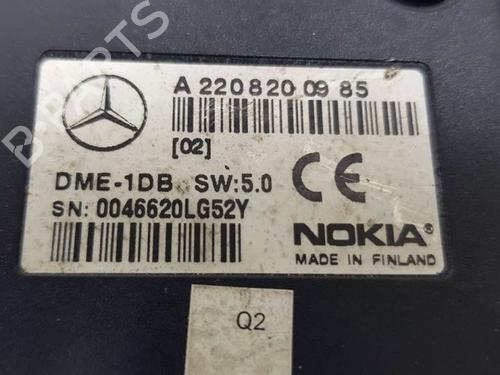 B-PARTS
A 220 820 09 85
[02]
DME-1DB SW:5.0
SN: 0046620LG52Y
CE
NOKIA®
MADE IN FINLAND
Q2